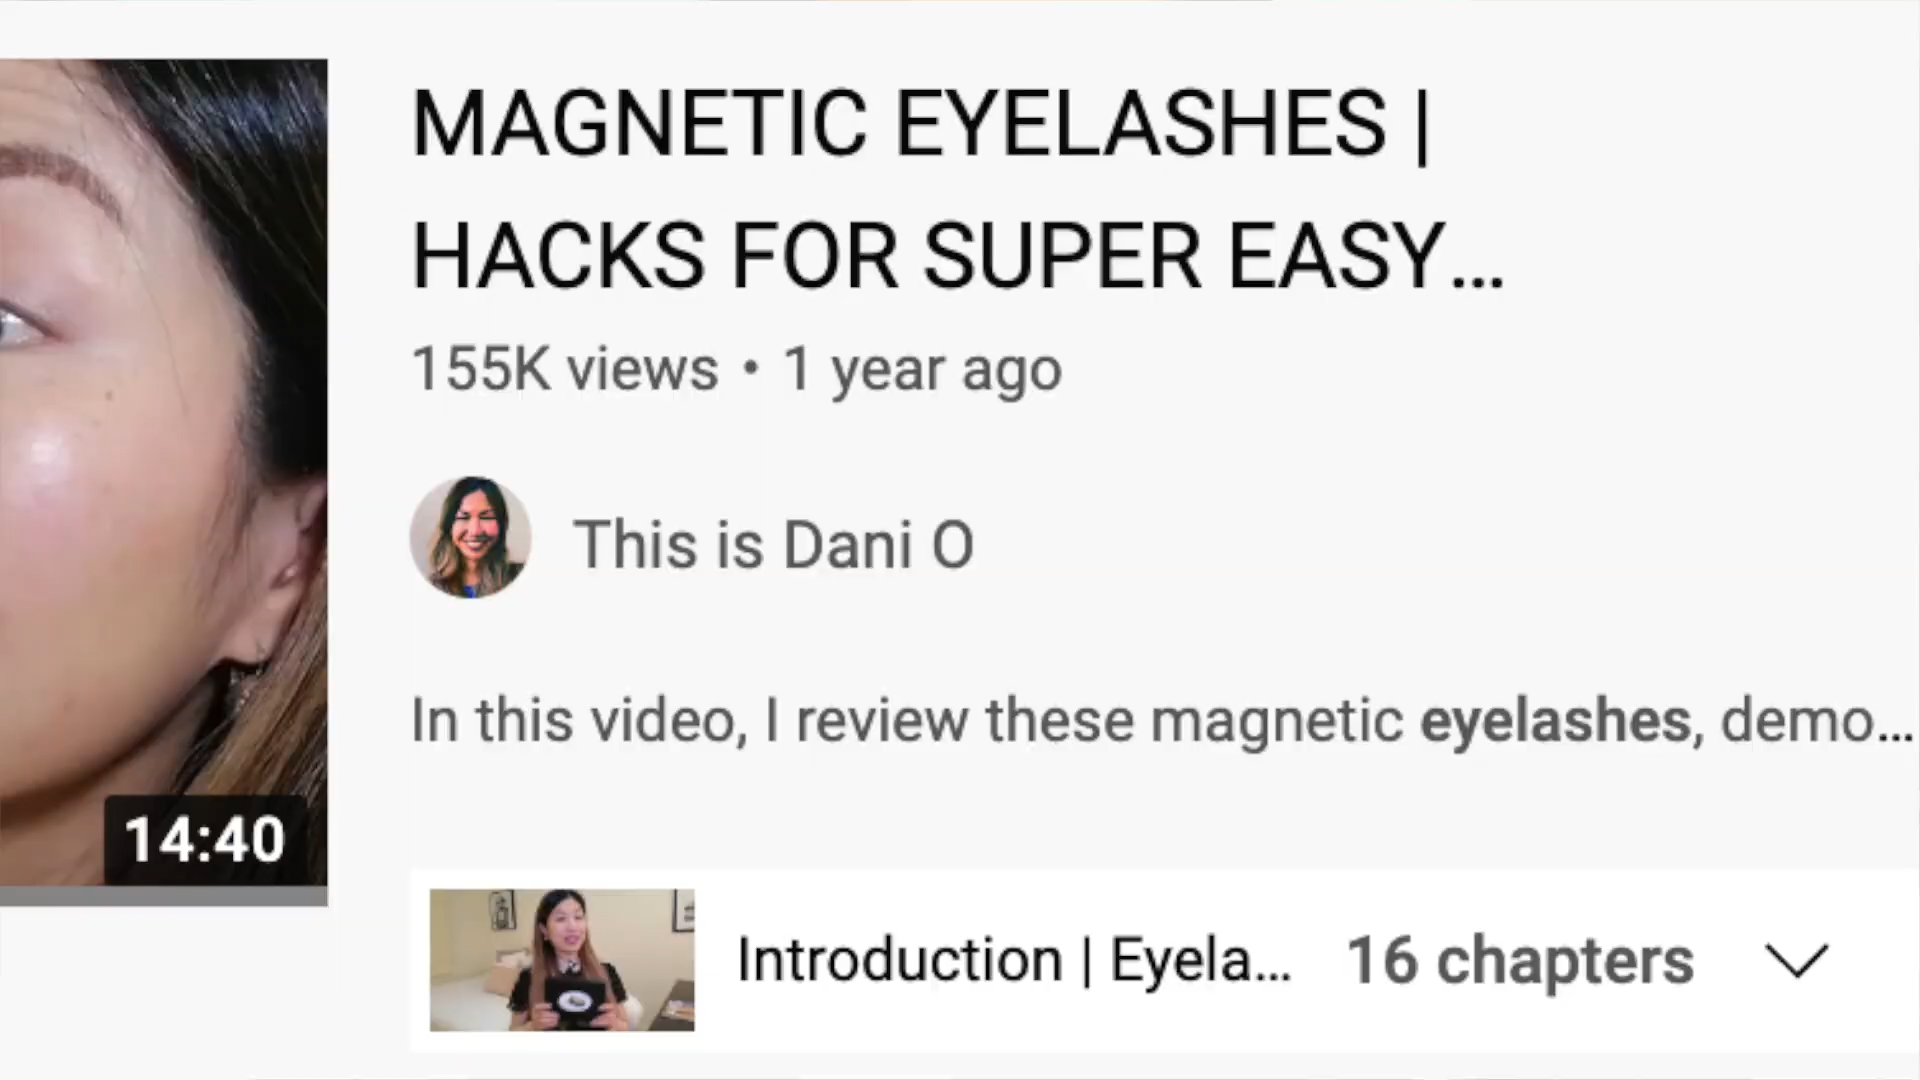 MAGNETIC EYELASHES |
HACKS FOR SUPER EASY...
155K views • 1 year ago
This is Dani O
In this video, I review these magnetic eyelashes, demo...
14:40
Introduction | Eyela... 16 chapters